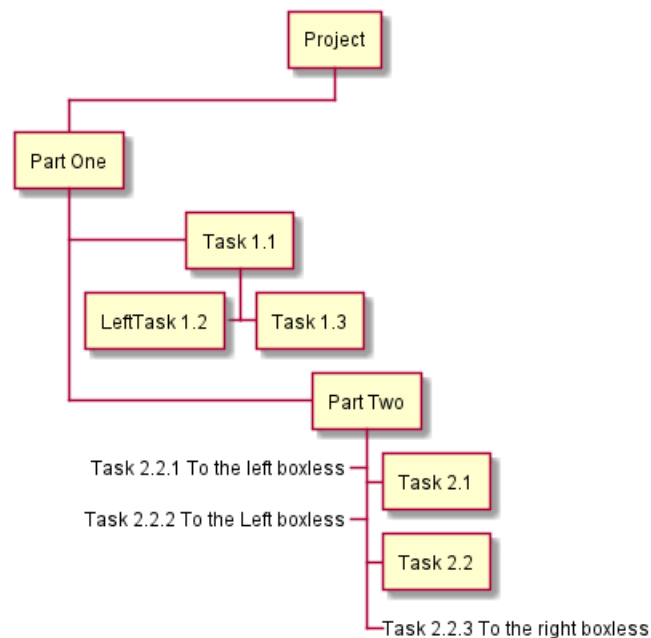 Project
Part One
Task 1.1
LeftTask 1.2
Task 1.3
Part Two
Task 2.2.1 To the left boxless
Task 2.1
Task 2.2.2 To the Left boxless
Task 2.2
Task 2.2.3 To the right boxless